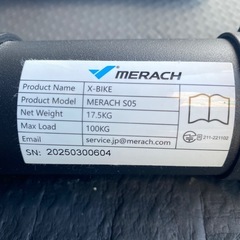 MERACH
Product Name X-BIKE
Product Model MERACH S05
Net Weight 17.5KG
Max Load 100KG
Email service.jp@merach.com
SN: 20250300604